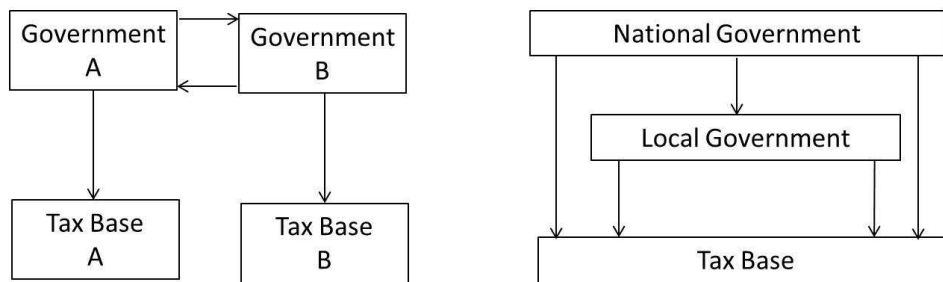 Government
A
Government
B
Tax Base
A
Tax Base
B
National Government
Local Government
Tax Base